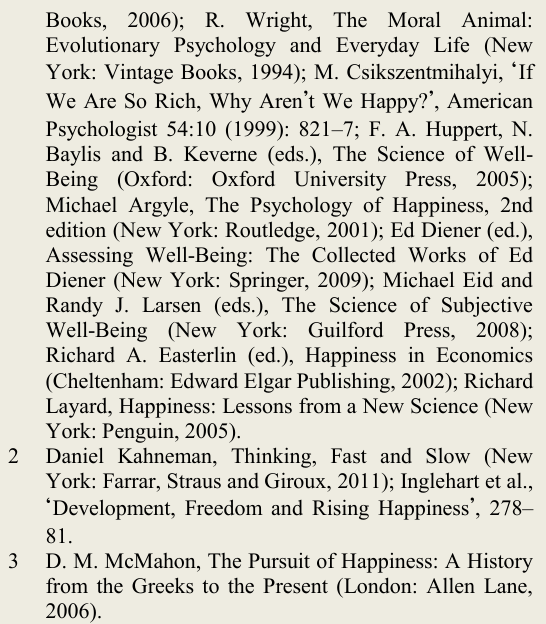 Books, 2006); R. Wright, The Moral Animal:
Evolutionary Psychology and Everyday Life (New
York: Vintage Books, 1994); M. Csikszentmihalyi, ‘If
We Are So Rich, Why Aren’t We Happy?’, American
Psychologist 54:10 (1999): 821–7; F. A. Huppert, N.
Baylis and B. Keverne (eds.), The Science of Well-
Being (Oxford: Oxford University Press, 2005);
Michael Argyle, The Psychology of Happiness, 2nd
edition (New York: Routledge, 2001); Ed Diener (ed.),
Assessing Well-Being: The Collected Works of Ed
Diener (New York: Springer, 2009); Michael Eid and
Randy J. Larsen (eds.), The Science of Subjective
Well-Being (New York: Guilford Press, 2008);
Richard A. Easterlin (ed.), Happiness in Economics
(Cheltenham: Edward Elgar Publishing, 2002); Richard
Layard, Happiness: Lessons from a New Science (New
York: Penguin, 2005).
2 Daniel Kahneman, Thinking, Fast and Slow (New
York: Farrar, Straus and Giroux, 2011); Inglehart et al.,
‘Development, Freedom and Rising Happiness’, 278–
81.
3 D. M. McMahon, The Pursuit of Happiness: A History
from the Greeks to the Present (London: Allen Lane,
2006).